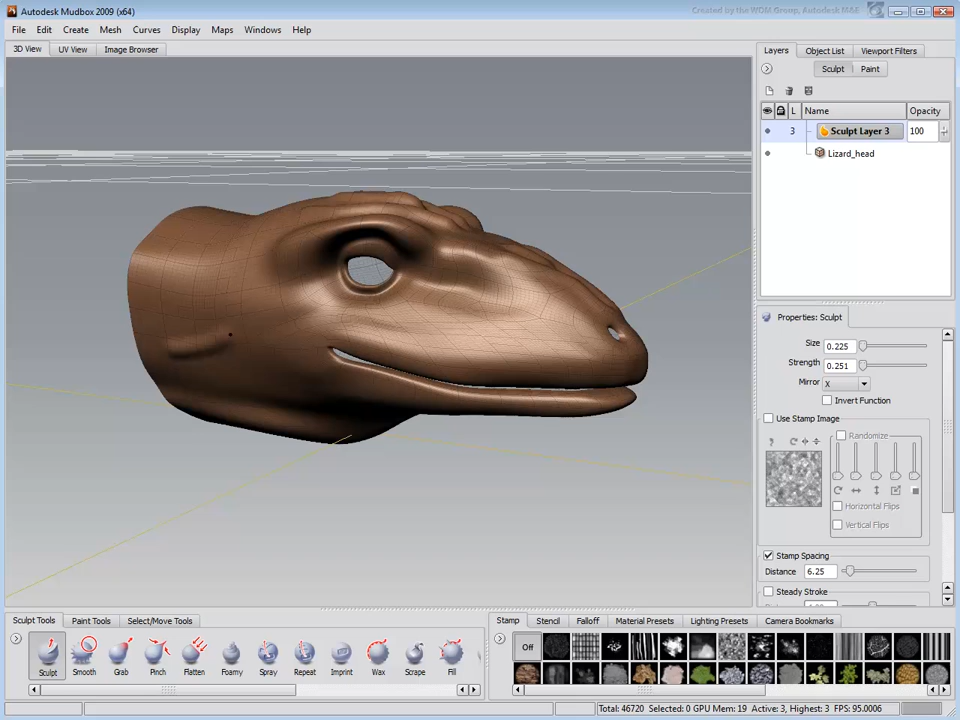 Autodesk Mudbox 2009 (x64)
Created by the WOM Group, Autodesk M&E
File Edit Create Mesh Curves Display Maps Windows Help
3D View UV View Image Browser
Layers Object List Viewport Filters
Sculpt Paint
L Name Opacity
3 Sculpt Layer 3 100
Lizard_head
Properties: Sculpt
Size 0.225
Strength 0.251
Mirror X
Invert Function
Use Stamp Image
Randomize
Horizontal Flips
Vertical Flips
Stamp Spacing
Distance 6.25
Steady Stroke
Sculpt Tools Paint Tools Select/Move Tools
Stamp Stencil Falloff Material Presets Lighting Presets Camera Bookmarks
Off
Sculpt Smooth Grab Pinch Flatten Foamy Spray Repeat Imprint Wax Scrape Fill
Total: 46720 Selected: 0 GPU Mem: 19 Active: 3, Highest: 3 FPS: 95.0006